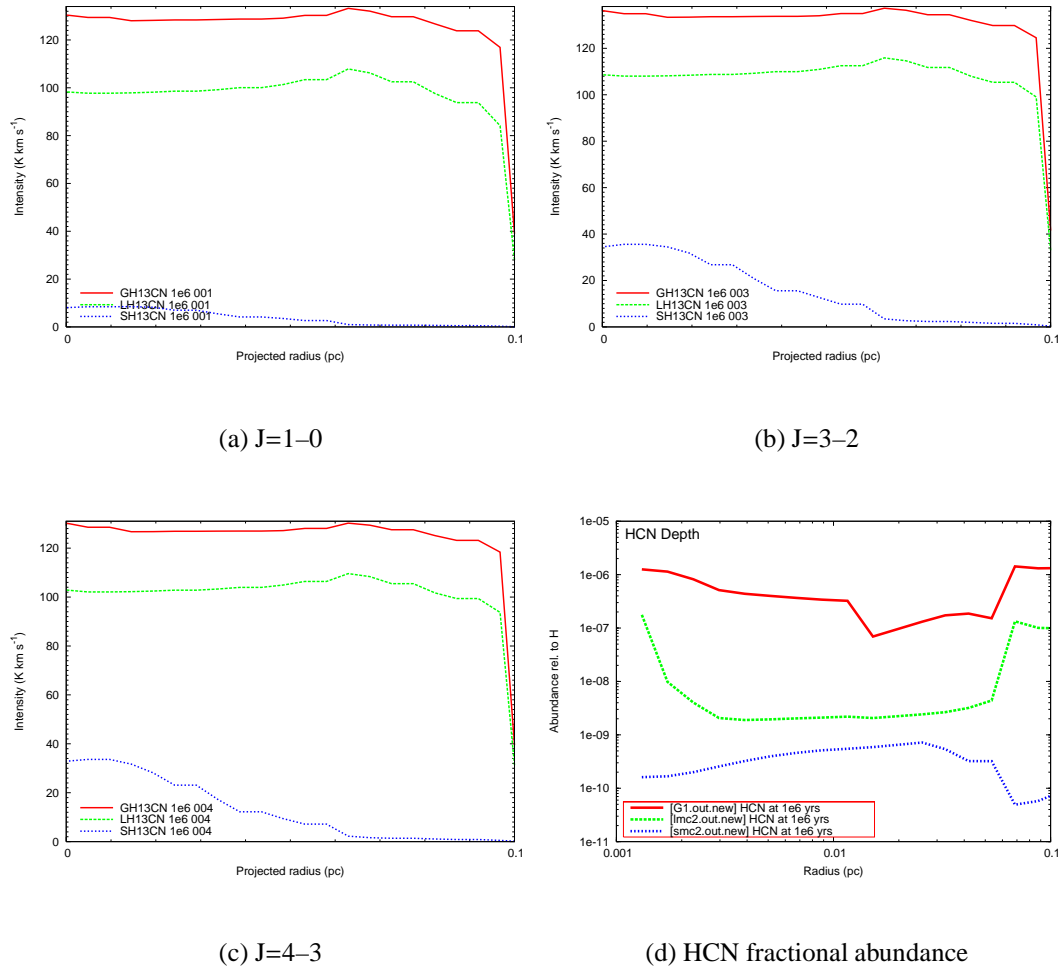 120
100
80
60
40
20
0
Intensity (K km s-1)
GH13CN 1e6 001
LH13CN 1e6 001
SH13CN 1e6 001
0
0.1
Projected radius (pc)
(a) J=1–0
120
100
80
60
40
20
0
Intensity (K km s-1)
GH13CN 1e6 003
LH13CN 1e6 003
SH13CN 1e6 003
0
0.1
Projected radius (pc)
(b) J=3–2
120
100
80
60
40
20
0
Intensity (K km s-1)
GH13CN 1e6 004
LH13CN 1e6 004
SH13CN 1e6 004
0
0.1
Projected radius (pc)
(c) J=4–3
1e-05
1e-06
1e-07
1e-08
1e-09
1e-10
1e-11
Abundance rel. to H
HCN Depth
[G1.out.new] HCN at 1e6 yrs
[lmc2.out.new] HCN at 1e6 yrs
[smc2.out.new] HCN at 1e6 yrs
0.001
0.01
0.1
Radius (pc)
(d) HCN fractional abundance